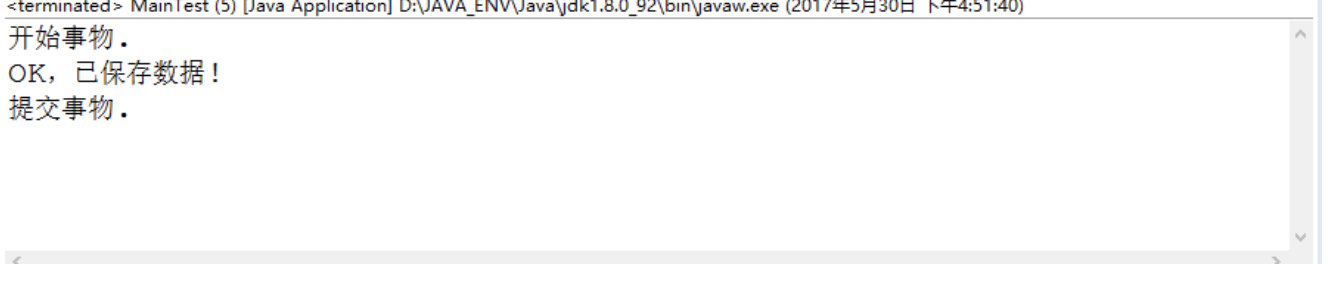 <terminated> MainTest (5) [Java Application] D:\JAVA_ENV\Java\jdk1.8.0_92\bin\javaw.exe (2017年5月30日 下午4:51:40)
开始事物.
OK，已保存数据！
提交事物.